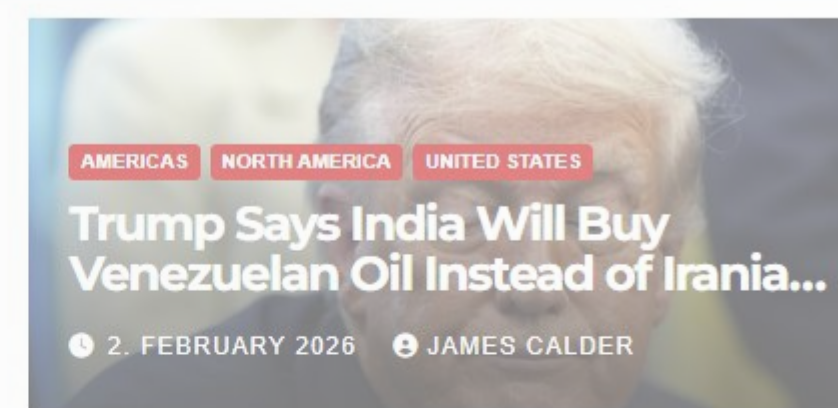 AMERICAS NORTH AMERICA UNITED STATES
Trump Says India Will Buy
Venezuelan Oil Instead of Irania...
2. FEBRUARY 2026 JAMES CALDER